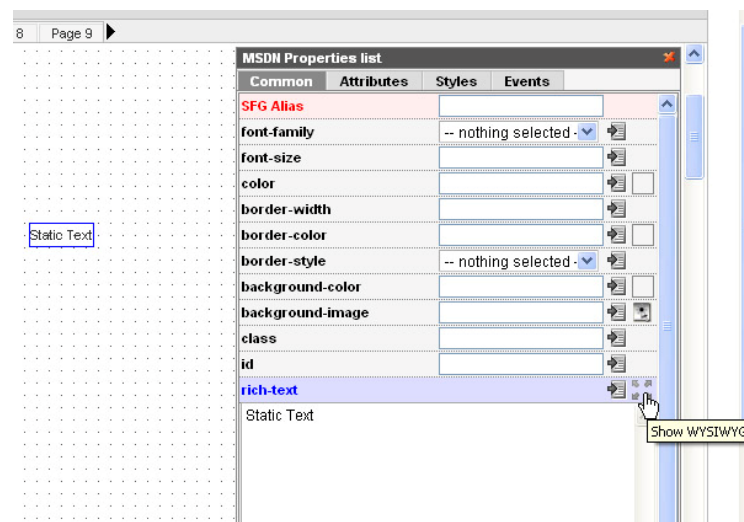 8 Page 9
MSDN Properties list
Common Attributes Styles Events
SFG Alias
font-family -- nothing selected -
font-size
color
border-width
border-color
border-style -- nothing selected -
background-color
background-image
class
id
rich-text
Static Text
Static Text
Show WYSIWYG